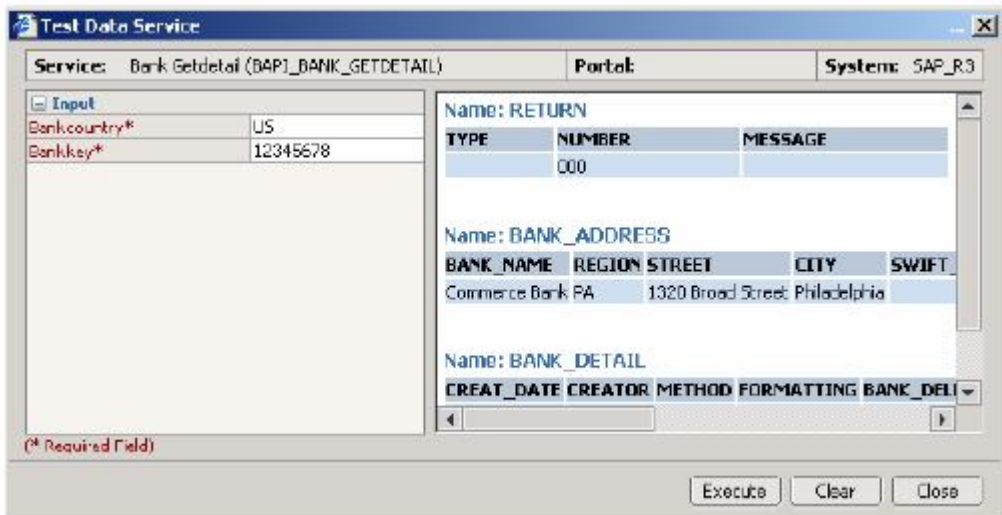 Test Data Service
Service: Bank Getdetail (BAPI_BANK_GETDETAIL) Portal: System: SAP_R3
Input
Bankcountry* US
Bankkey* 12345678
(* Required Field)
Name: RETURN
TYPE NUMBER MESSAGE
000
Name: BANK_ADDRESS
BANK_NAME REGION STREET CITY SWIFT_
Commerce Bank PA 1320 Broad Street Philadelphia
Name: BANK_DETAIL
CREAT_DATE CREATOR METHOD FORMATTING BANK_DELE
Execute Clear Close